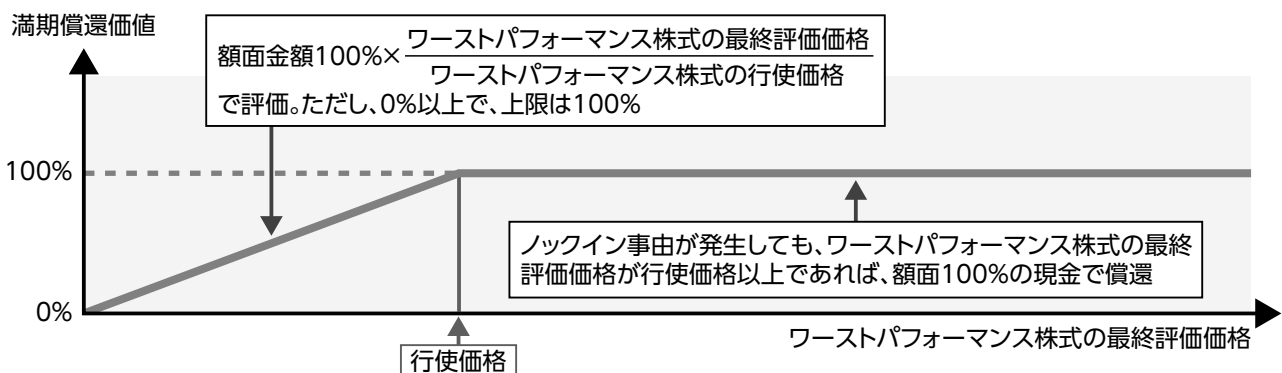 満期償還価値
額面金額100%×ワーストパフォーマンス株式の最終評価価格
ワーストパフォーマンス株式の行使価格
で評価。ただし、0%以上で、上限は100%
100%
ノックイン事由が発生しても、ワーストパフォーマンス株式の最終
評価価格が行使価格以上であれば、額面100%の現金で償還
0%
ワーストパフォーマンス株式の最終評価価格
行使価格